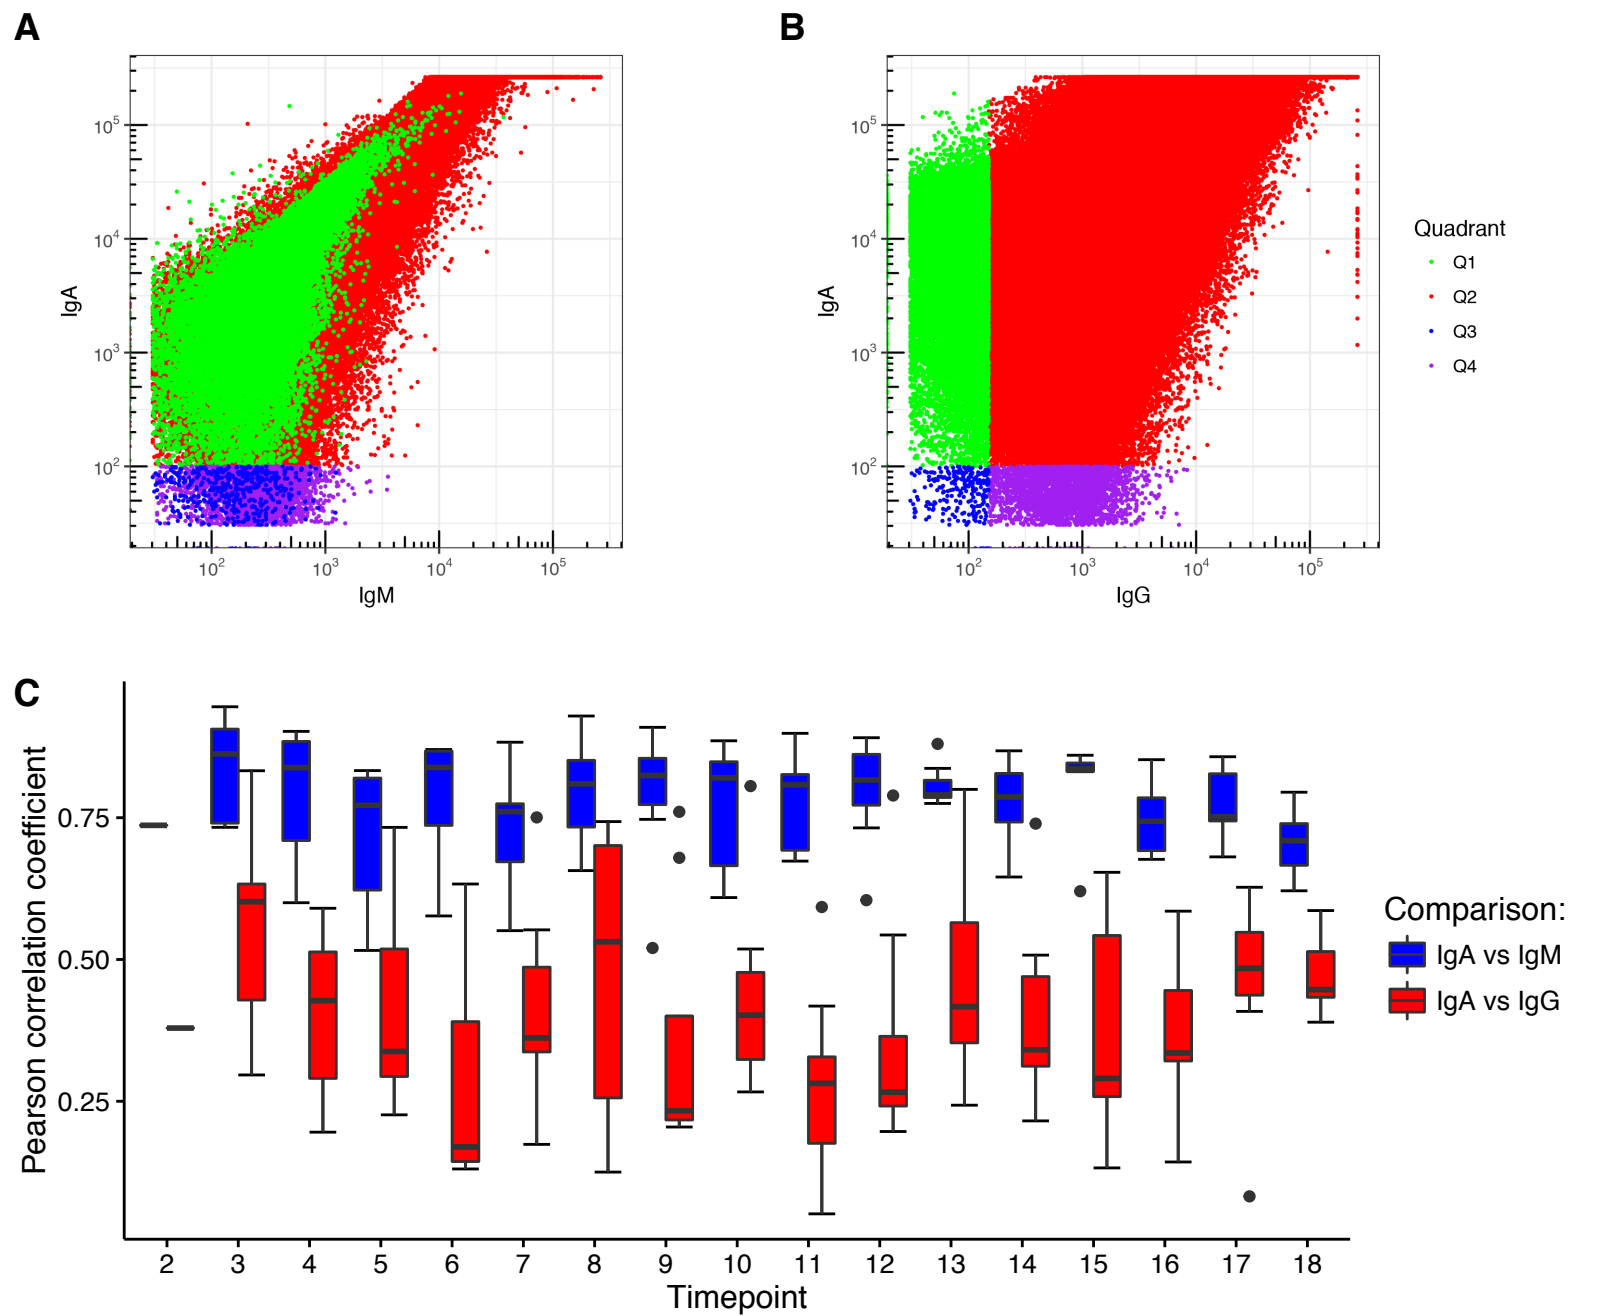 A
B
10^5
10^4
10^3
10^2
IgA
10^2
10^3
10^4
10^5
IgM
10^5
10^4
10^3
10^2
IgA
10^2
10^3
10^4
10^5
IgG
Quadrant
Q1
Q2
Q3
Q4
C
Pearson correlation coefficient
0.75
0.50
0.25
2 3 4 5 6 7 8 9 10 11 12 13 14 15 16 17 18
Timepoint
Comparison:
IgA vs IgM
IgA vs IgG